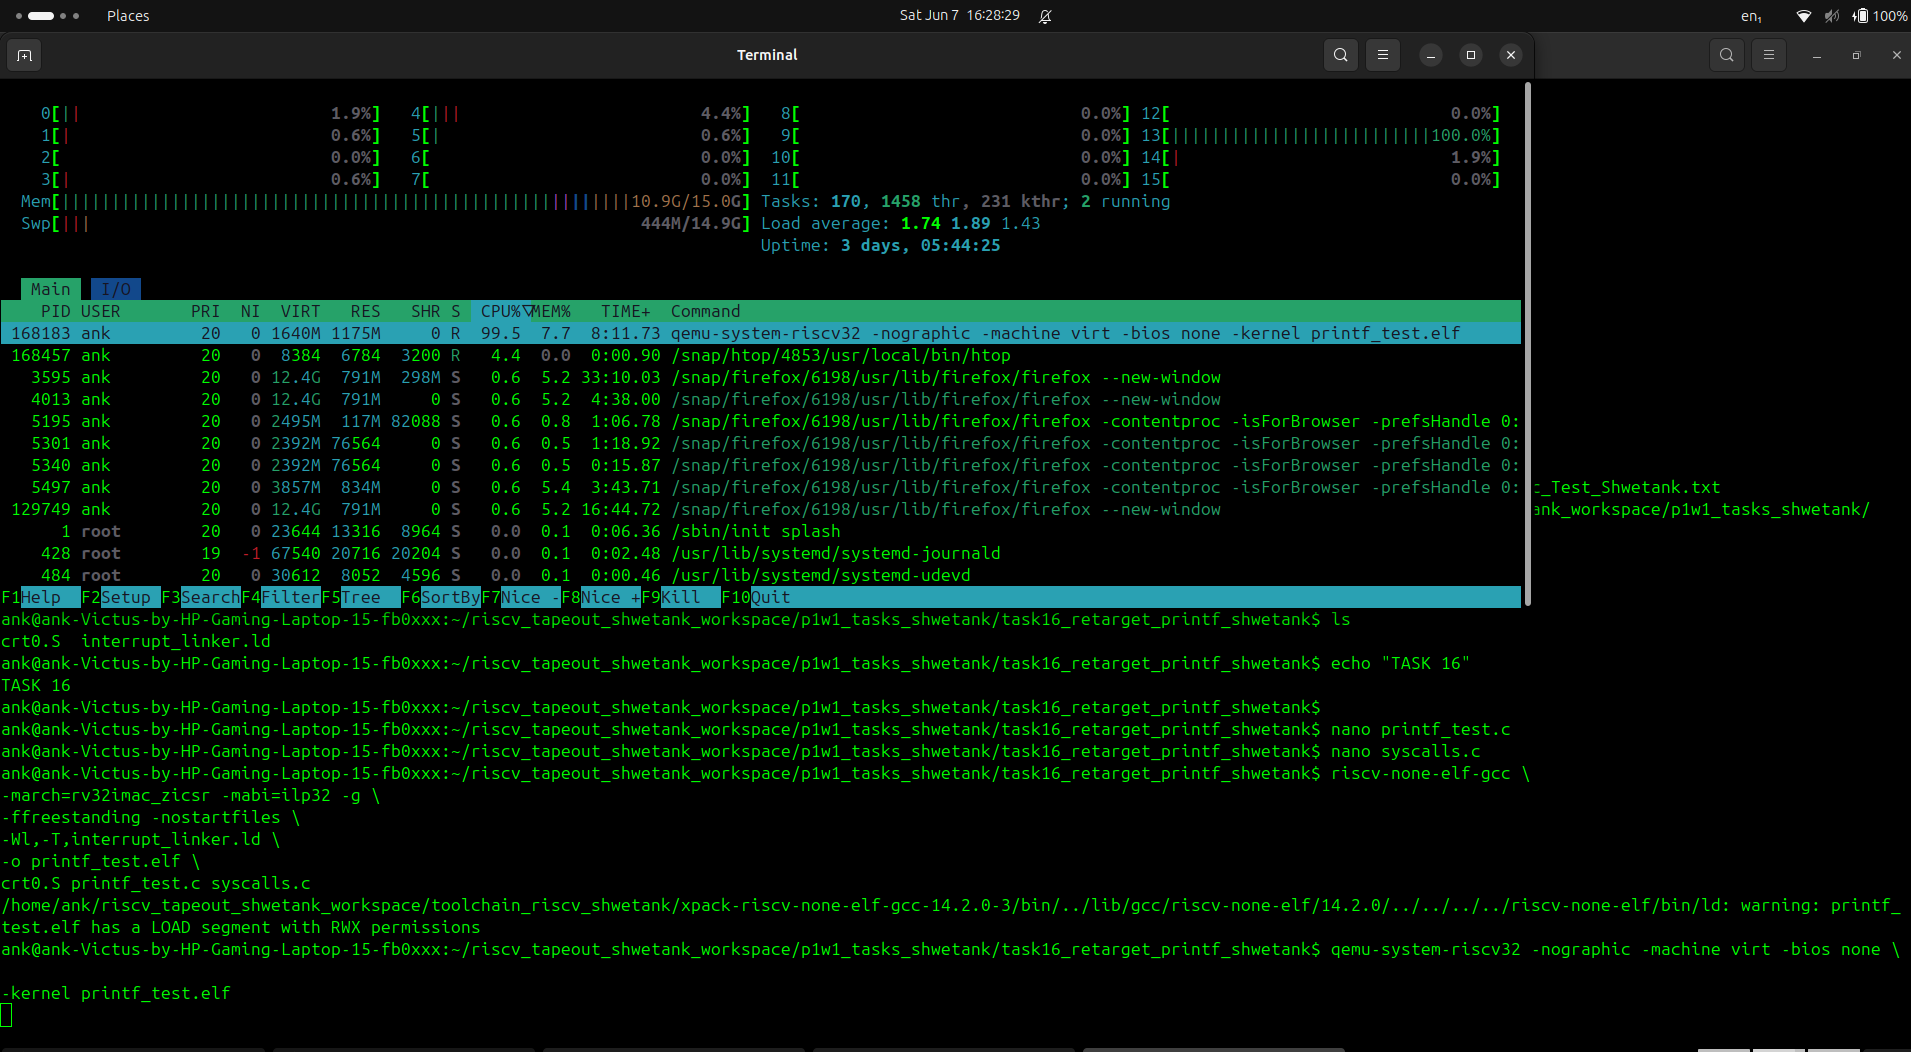 Places
Sat Jun 7 16:28:29
en₁
100%
Terminal
0[|| 1.9%] 4[||| 4.4%] 8[ 0.0%] 12[ 0.0%]
1[| 0.6%] 5[| 0.6%] 9[ 0.0%] 13[||||||||||||||||||||||||||100.0%]
2[ 0.0%] 6[ 0.0%] 10[ 0.0%] 14[| 1.9%]
3[| 0.6%] 7[ 0.0%] 11[ 0.0%] 15[ 0.0%]
Mem[|||||||||||||||||||||||||||||||||||||||||||||||||||||||||10.9G/15.0G] Tasks: 170, 1458 thr, 231 kthr; 2 running
Swp[||| 444M/14.9G] Load average: 1.74 1.89 1.43
Uptime: 3 days, 05:44:25
Main I/O
PID USER PRI NI VIRT RES SHR S CPU%▽MEM% TIME+ Command
168183 ank 20 0 1640M 1175M 0 R 99.5 7.7 8:11.73 qemu-system-riscv32 -nographic -machine virt -bios none -kernel printf_test.elf
168457 ank 20 0 8384 6784 3200 R 4.4 0.0 0:00.90 /snap/htop/4853/usr/local/bin/htop
3595 ank 20 0 12.4G 791M 298M S 0.6 5.2 33:10.03 /snap/firefox/6198/usr/lib/firefox/firefox --new-window
4013 ank 20 0 12.4G 791M 0 S 0.6 5.2 4:38.00 /snap/firefox/6198/usr/lib/firefox/firefox --new-window
5195 ank 20 0 2495M 117M 82088 S 0.6 0.8 1:06.78 /snap/firefox/6198/usr/lib/firefox/firefox -contentproc -isForBrowser -prefsHandle 0:
5301 ank 20 0 2392M 76564 0 S 0.6 0.5 1:18.92 /snap/firefox/6198/usr/lib/firefox/firefox -contentproc -isForBrowser -prefsHandle 0:
5340 ank 20 0 2392M 76564 0 S 0.6 0.5 0:15.87 /snap/firefox/6198/usr/lib/firefox/firefox -contentproc -isForBrowser -prefsHandle 0:
5497 ank 20 0 3857M 834M 0 S 0.6 5.4 3:43.71 /snap/firefox/6198/usr/lib/firefox/firefox -contentproc -isForBrowser -prefsHandle 0:
t_Test_Shwetank.txt
129749 ank 20 0 12.4G 791M 0 S 0.6 5.2 16:44.72 /snap/firefox/6198/usr/lib/firefox/firefox --new-window
ank_workspace/p1w1_tasks_shwetank/
1 root 20 0 23644 13316 8964 S 0.0 0.1 0:06.36 /sbin/init splash
428 root 19 -1 67540 20716 20204 S 0.0 0.1 0:02.48 /usr/lib/systemd/systemd-journald
484 root 20 0 30612 8052 4596 S 0.0 0.1 0:00.46 /usr/lib/systemd/systemd-udevd
F1Help F2Setup F3SearchF4FilterF5Tree F6SortByF7Nice -F8Nice +F9Kill F10Quit
ank@ank-Victus-by-HP-Gaming-Laptop-15-fb0xxx:~/riscv_tapeout_shwetank_workspace/p1w1_tasks_shwetank/task16_retarget_printf_shwetank$ ls
crt0.S interrupt_linker.ld
ank@ank-Victus-by-HP-Gaming-Laptop-15-fb0xxx:~/riscv_tapeout_shwetank_workspace/p1w1_tasks_shwetank/task16_retarget_printf_shwetank$ echo "TASK 16"
TASK 16
ank@ank-Victus-by-HP-Gaming-Laptop-15-fb0xxx:~/riscv_tapeout_shwetank_workspace/p1w1_tasks_shwetank/task16_retarget_printf_shwetank$
ank@ank-Victus-by-HP-Gaming-Laptop-15-fb0xxx:~/riscv_tapeout_shwetank_workspace/p1w1_tasks_shwetank/task16_retarget_printf_shwetank$ nano printf_test.c
ank@ank-Victus-by-HP-Gaming-Laptop-15-fb0xxx:~/riscv_tapeout_shwetank_workspace/p1w1_tasks_shwetank/task16_retarget_printf_shwetank$ nano syscalls.c
ank@ank-Victus-by-HP-Gaming-Laptop-15-fb0xxx:~/riscv_tapeout_shwetank_workspace/p1w1_tasks_shwetank/task16_retarget_printf_shwetank$ riscv-none-elf-gcc \
-march=rv32imac_zicsr -mabi=ilp32 -g \
-ffreestanding -nostartfiles \
-Wl,-T,interrupt_linker.ld \
-o printf_test.elf \
crt0.S printf_test.c syscalls.c
/home/ank/riscv_tapeout_shwetank_workspace/toolchain_riscv_shwetank/xpack-riscv-none-elf-gcc-14.2.0-3/bin/../lib/gcc/riscv-none-elf/14.2.0/../../../../riscv-none-elf/bin/ld: warning: printf_
test.elf has a LOAD segment with RWX permissions
ank@ank-Victus-by-HP-Gaming-Laptop-15-fb0xxx:~/riscv_tapeout_shwetank_workspace/p1w1_tasks_shwetank/task16_retarget_printf_shwetank$ qemu-system-riscv32 -nographic -machine virt -bios none \
-kernel printf_test.elf